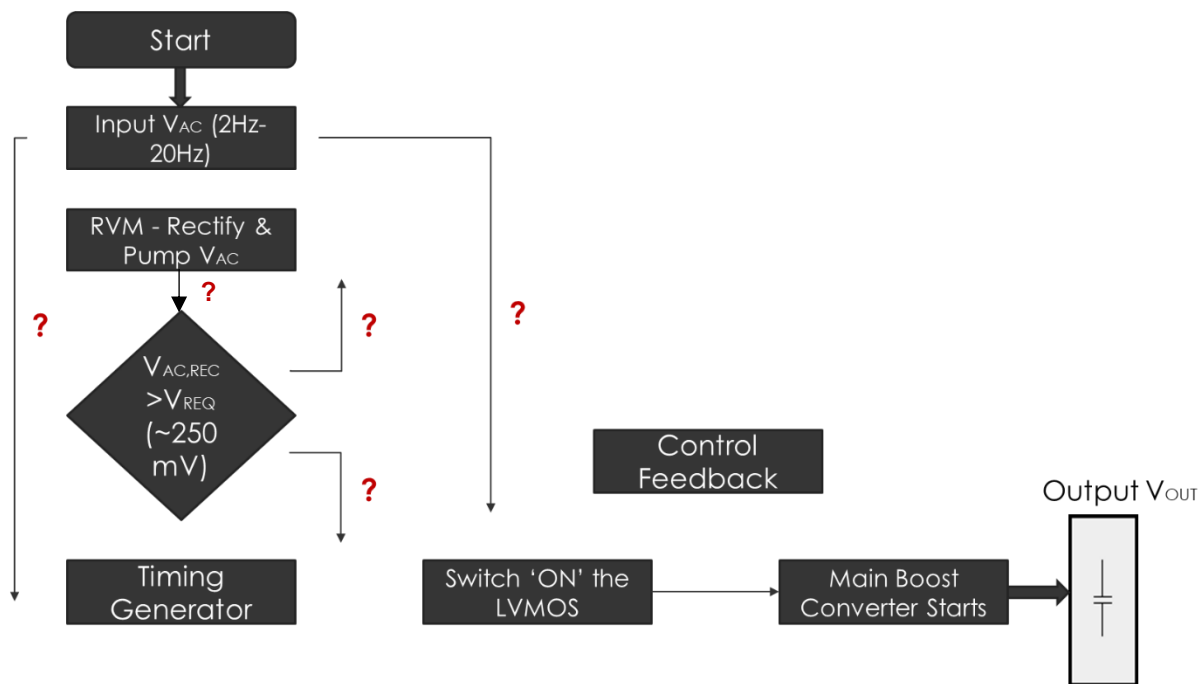 Start
Input VAC (2Hz-
20Hz)
RVM - Rectify &
Pump VAC
?
?
?
?
VAC,REC
>VREQ
(~250
mV)
?
Control
Feedback
Output VOUT
Timing
Generator
Switch ‘ON’ the
LVMOS
Main Boost
Converter Starts